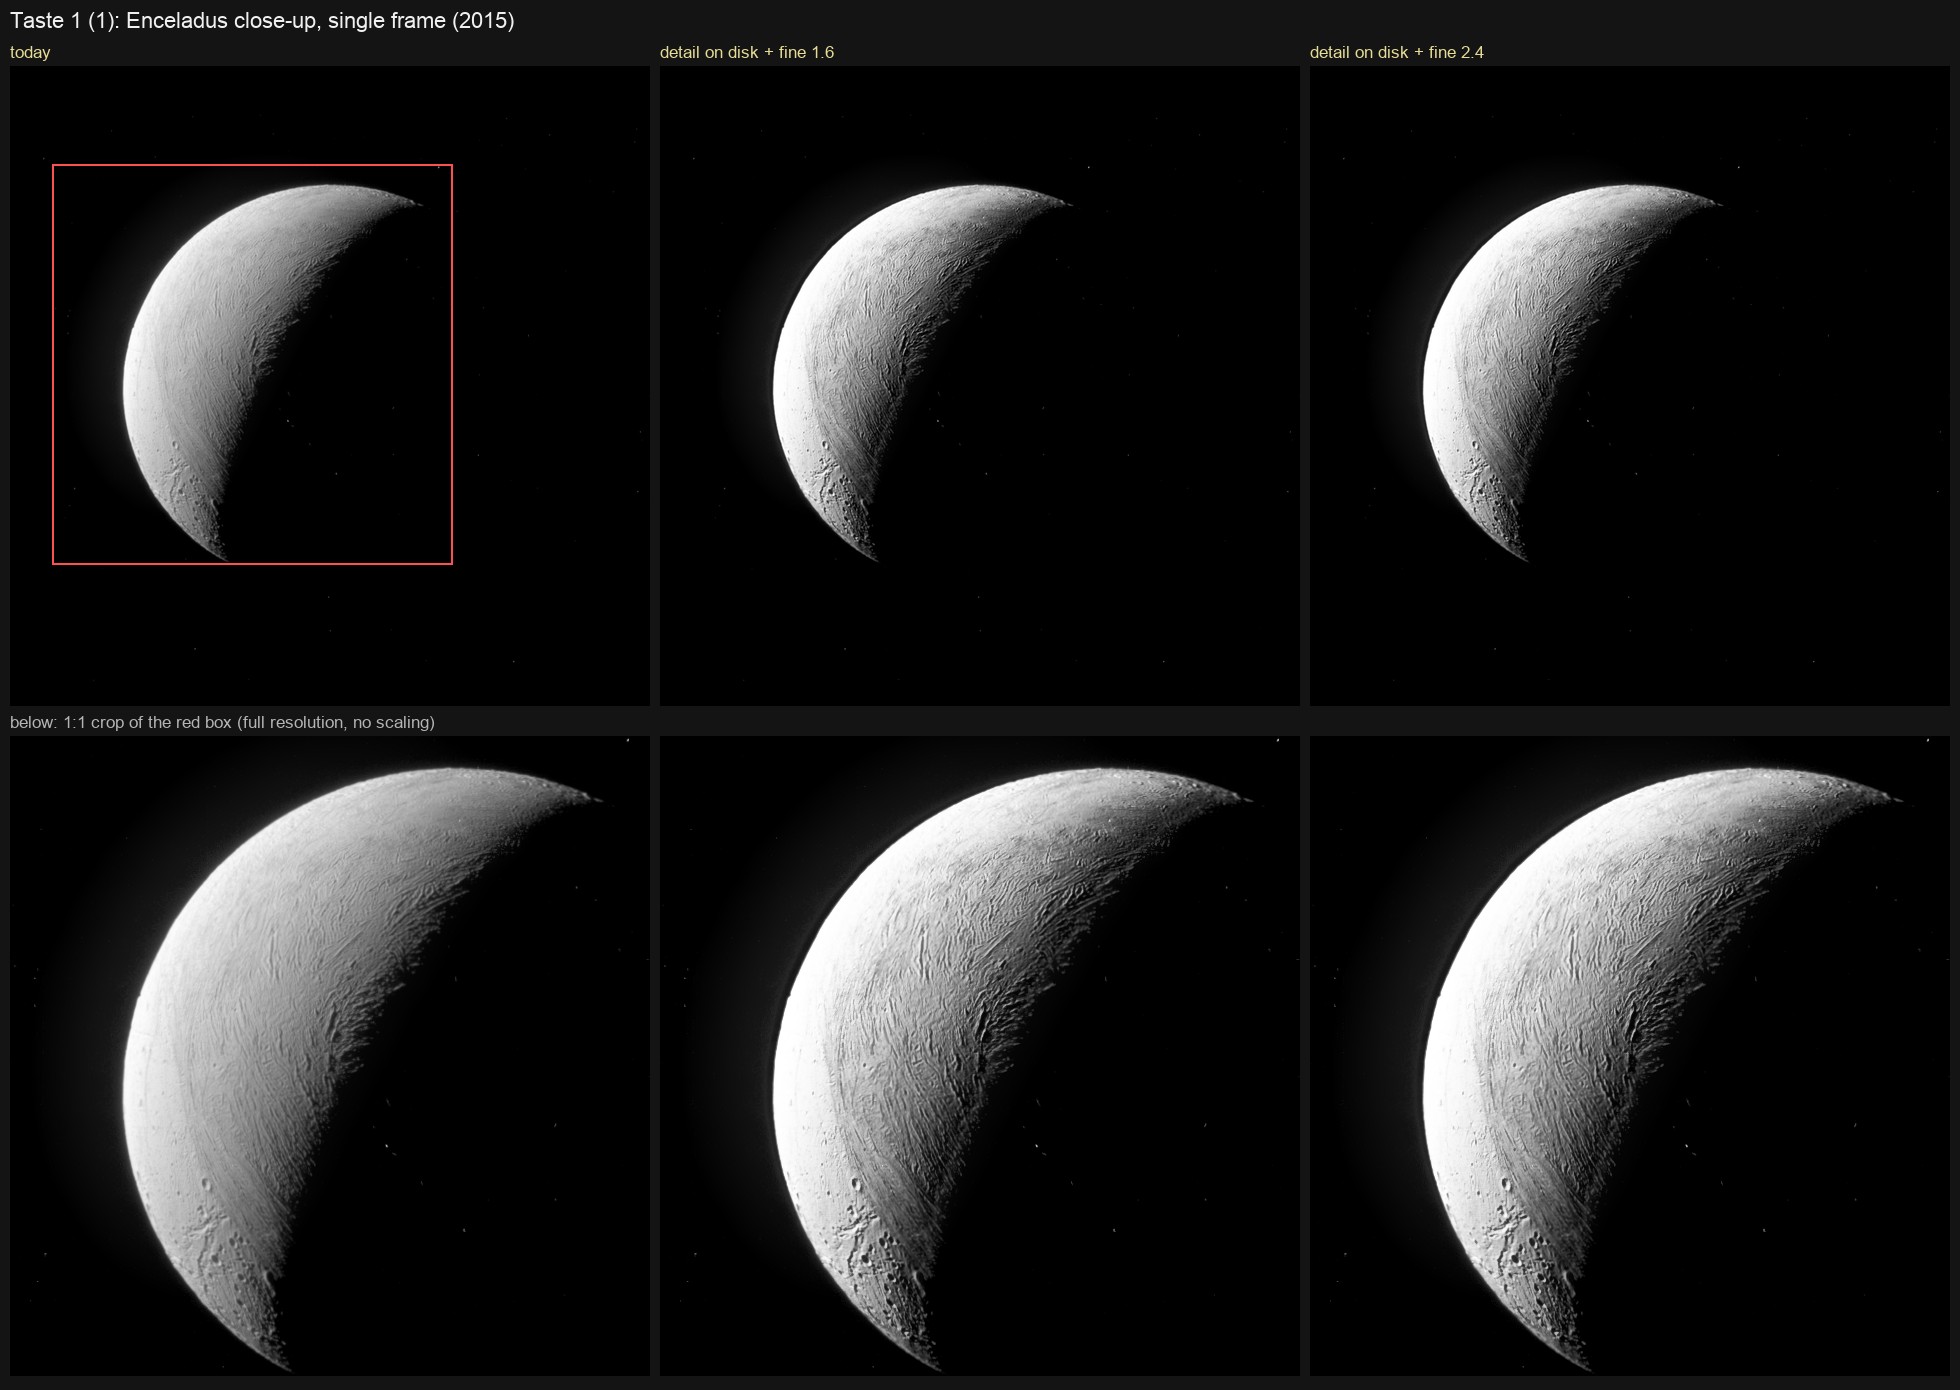 Taste 1 (1): Enceladus close-up, single frame (2015)
today
detail on disk + fine 1.6
detail on disk + fine 2.4
below: 1:1 crop of the red box (full resolution, no scaling)